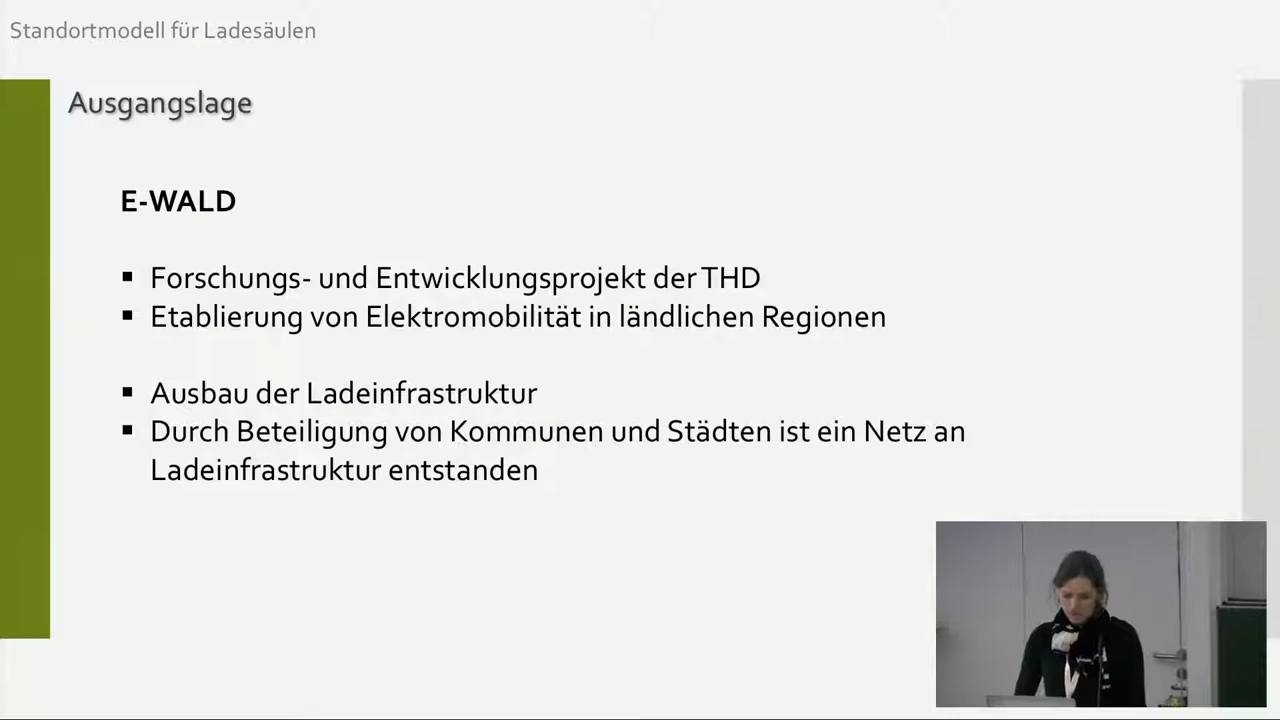 Standortmodell für Ladesäulen
Ausgangslage
E-WALD
▪ Forschungs- und Entwicklungsprojekt der THD
▪ Etablierung von Elektromobilität in ländlichen Regionen
▪ Ausbau der Ladeinfrastruktur
▪ Durch Beteiligung von Kommunen und Städten ist ein Netz an
Ladeinfrastruktur entstanden